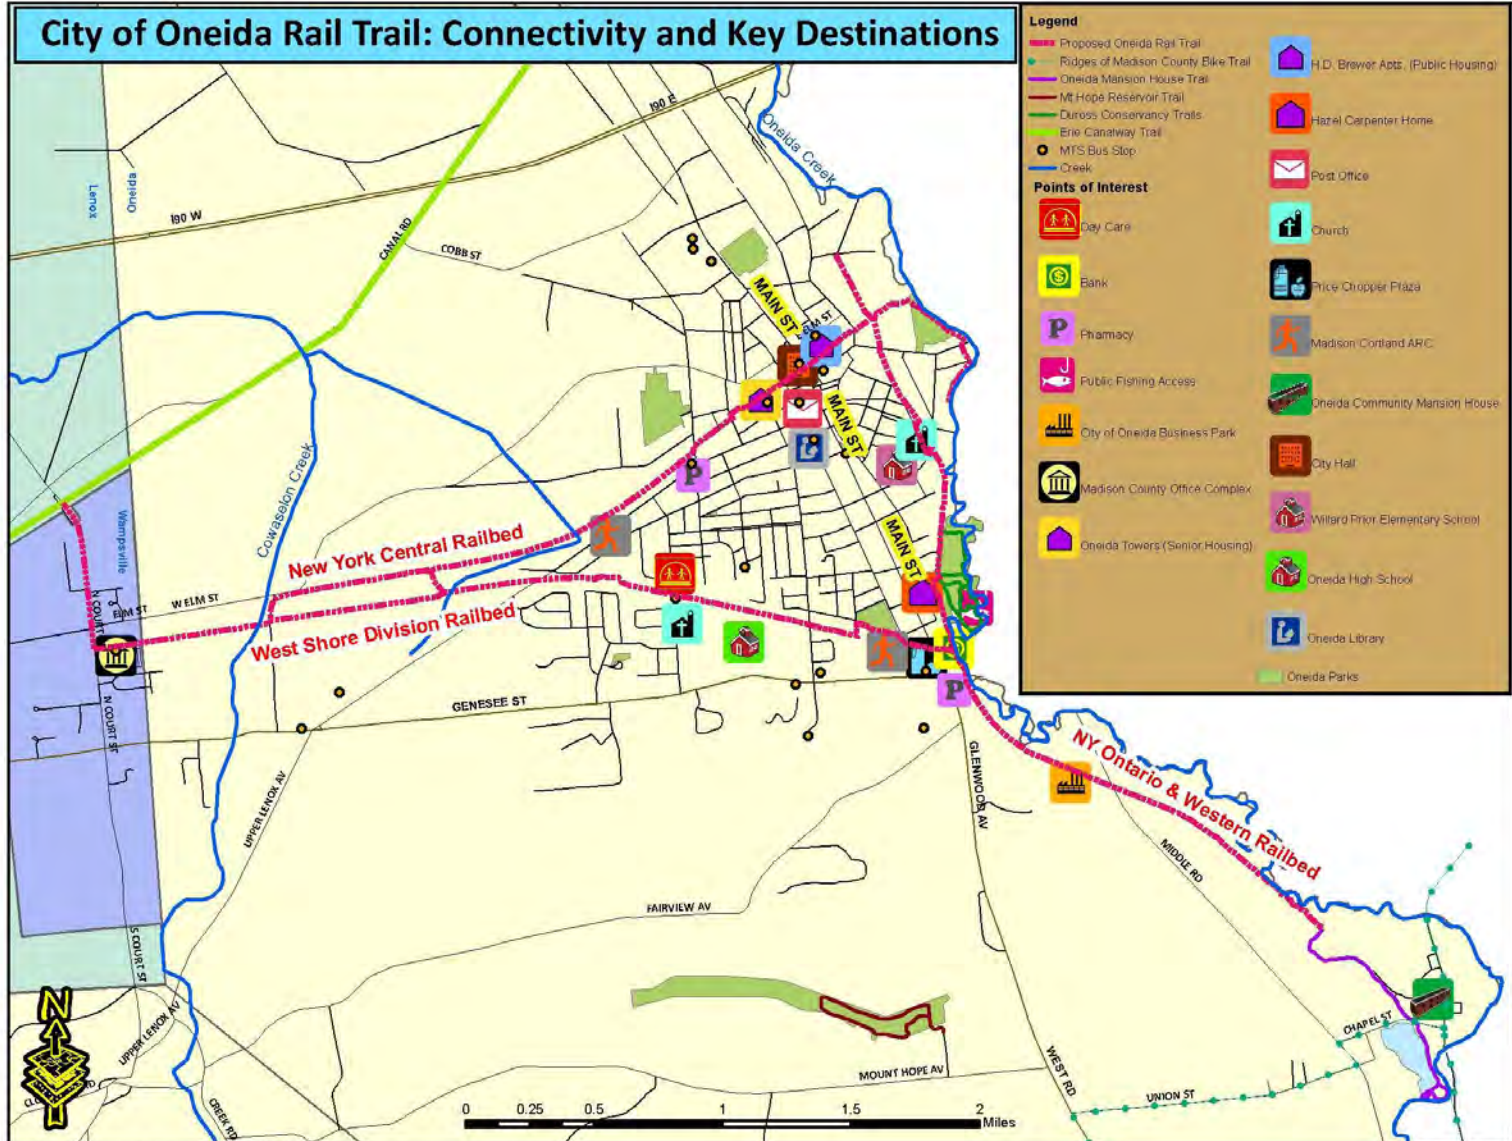 City of Oneida Rail Trail: Connectivity and Key Destinations
Legend
Proposed Oneida Rail Trail
Ridges of Madison County Bike Trail
Oneida Mansion House Trail
Mt Hope Reservoir Trail
Duross Conservancy Trails
Erie Canalway Trail
MTS Bus Stop
Creek
Points of Interest
Day Care
Bank
Pharmacy
Public Fishing Access
City of Oneida Business Park
Madison County Office Complex
Oneida Towers (Senior Housing)
H.D. Brewer Apts. (Public Housing)
Hazel Carpenter Home
Post Office
Church
Price Chopper Plaza
Madison Cortland ARC
Oneida Community Mansion House
City Hall
Willard Prior Elementary School
Oneida High School
Oneida Library
Oneida Parks
I90 E
Oneida Creek
Lenox
Oneida
I90 W
CANAL RD
COBB ST
MAIN ST
ELM ST
MAIN ST
P
Cowaselon Creek
Wampsville
New York Central Railbed
MAIN ST
N COURT
ELM ST
W ELM ST
West Shore Division Railbed
N COURT ST
GENESEE ST
P
GLENWOOD AV
NY Ontario & Western Railbed
UPPER LENOX AV
MIDDLE RD
FAIRVIEW AV
S COURT ST
N
UPPER LENOX AV
CHAPEL ST
WEST RD
MOUNT HOPE AV
UNION ST
CREEK RD
0 0.25 0.5 1 1.5 2
Miles